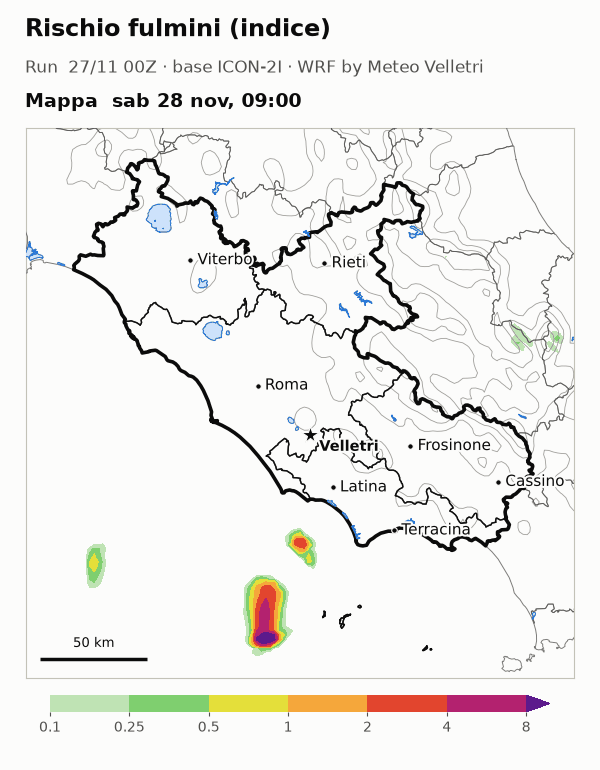 Rischio fulmini (indice)
Run  27/11 00Z · base ICON-2I · WRF by Meteo Velletri
Mappa  sab 28 nov, 09:00
Viterbo
Rieti
Roma
Velletri
Frosinone
Latina
Cassino
Terracina
50 km
0.1 0.25 0.5 1 2 4 8